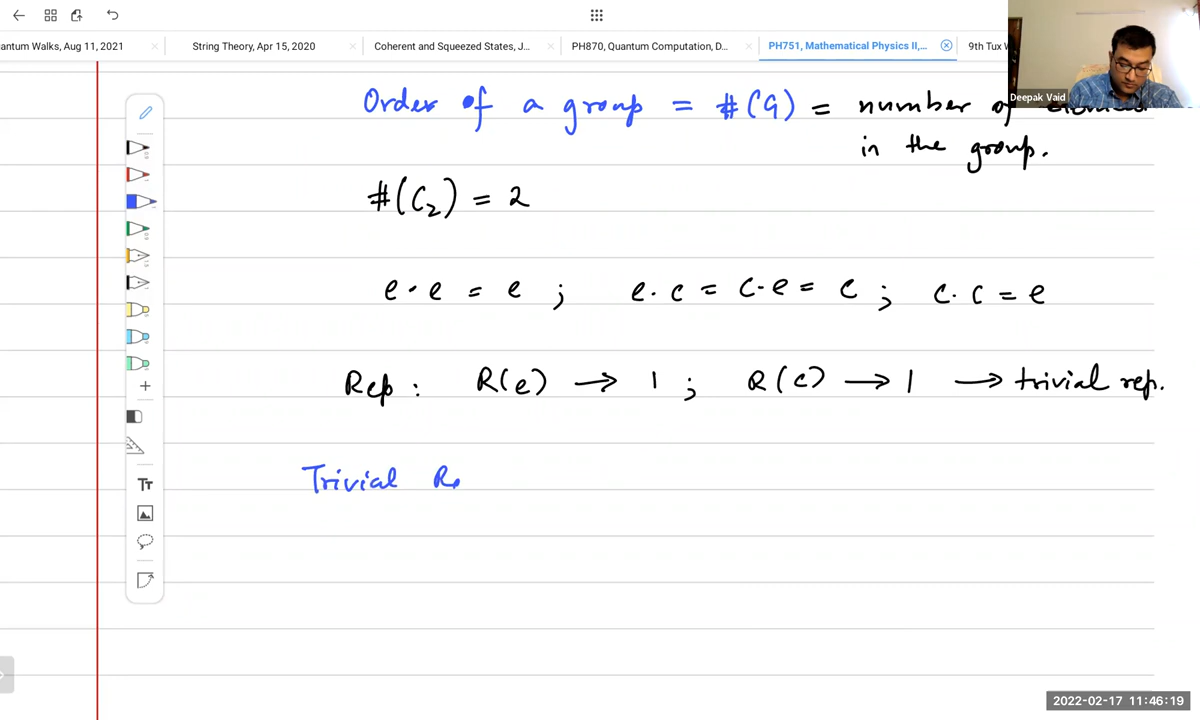 antum Walks, Aug 11, 2021 String Theory, Apr 15, 2020 Coherent and Squeezed States, J... PH870, Quantum Computation, D... PH751, Mathematical Physics II,... 9th Tux W
Deepak Vaid
Order of a group = #(G) = number of
in the group.
#(C₂) = 2
e · e = e ; e · c = c · e = c ; c · c = e
Rep : R(e) → 1 ; R(c) → 1 → trivial rep.
Trivial Re
TT
2022-02-17 11:46:19